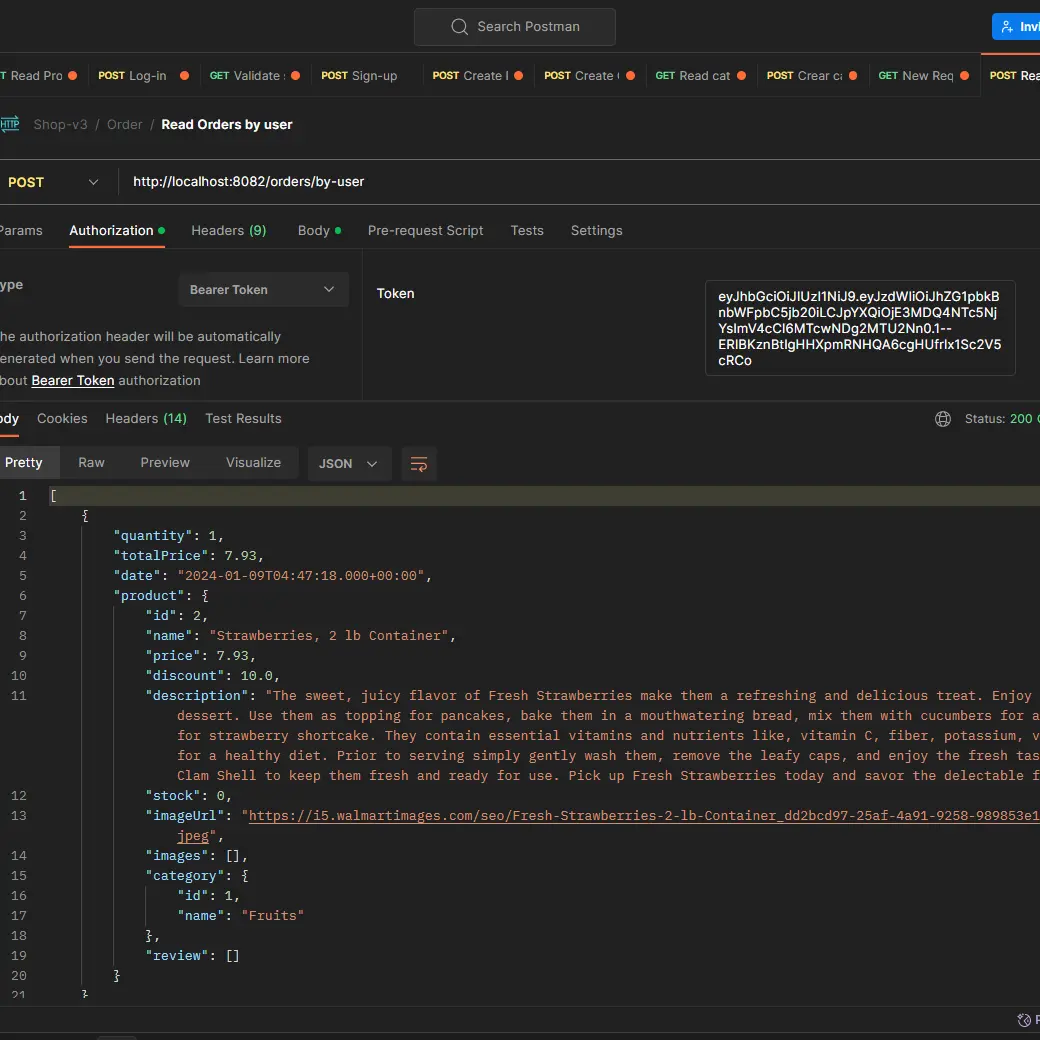 Search Postman
Invi
T Read Pro POST Log-in GET Validate POST Sign-up POST Create POST Create GET Read cat POST Crear ca GET New Req POST Rea
HTTP Shop-v3 / Order / Read Orders by user
POST http://localhost:8082/orders/by-user
Params Authorization Headers (9) Body Pre-request Script Tests Settings
ype Bearer Token Token
eyJhbGciOiJIUzI1NiJ9.eyJzdWIiOiJhZG1pbkB
nbWFpbC5jb20iLCJpYXQiOjE3MDQ4NTc5Nj
YsImV4cCI6MTcwNDg2MTU2Nn0.1--
ERIBKznBtIgHHXpmRNHQA6cgHUfrIx1Sc2V5
cRCo
he authorization header will be automatically
enerated when you send the request. Learn more
bout Bearer Token authorization
ody Cookies Headers (14) Test Results Status: 200
Pretty Raw Preview Visualize JSON
1 [
2 {
3 "quantity": 1,
4 "totalPrice": 7.93,
5 "date": "2024-01-09T04:47:18.000+00:00",
6 "product": {
7 "id": 2,
8 "name": "Strawberries, 2 lb Container",
9 "price": 7.93,
10 "discount": 10.0,
11 "description": "The sweet, juicy flavor of Fresh Strawberries make them a refreshing and delicious treat. Enjoy
dessert. Use them as topping for pancakes, bake them in a mouthwatering bread, mix them with cucumbers for a
for strawberry shortcake. They contain essential vitamins and nutrients like, vitamin C, fiber, potassium, v
for a healthy diet. Prior to serving simply gently wash them, remove the leafy caps, and enjoy the fresh tas
Clam Shell to keep them fresh and ready for use. Pick up Fresh Strawberries today and savor the delectable f
12 "stock": 0,
13 "imageUrl": "https://i5.walmartimages.com/seo/Fresh-Strawberries-2-lb-Container_dd2bcd97-25af-4a91-9258-989853e1
jpeg",
14 "images": [],
15 "category": {
16 "id": 1,
17 "name": "Fruits"
18 },
19 "review": []
20 }
21 }